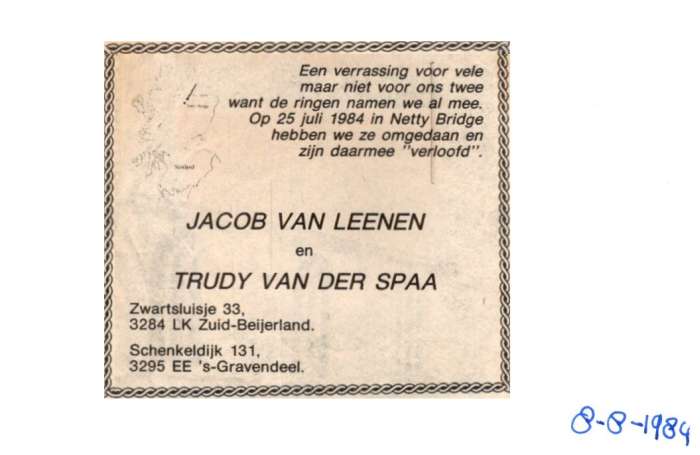 Een verrassing voor vele
maar niet voor ons twee
want de ringen namen we al mee.
Op 25 juli 1984 in Netty Bridge
hebben we ze omgedaan en
zijn daarmee "verloofd".
JACOB VAN LEENEN
en
TRUDY VAN DER SPAA
Zwartsluisje 33,
3284 LK Zuid-Beijerland.
Schenkeldijk 131,
3295 EE 's-Gravendeel.
8-8-1984